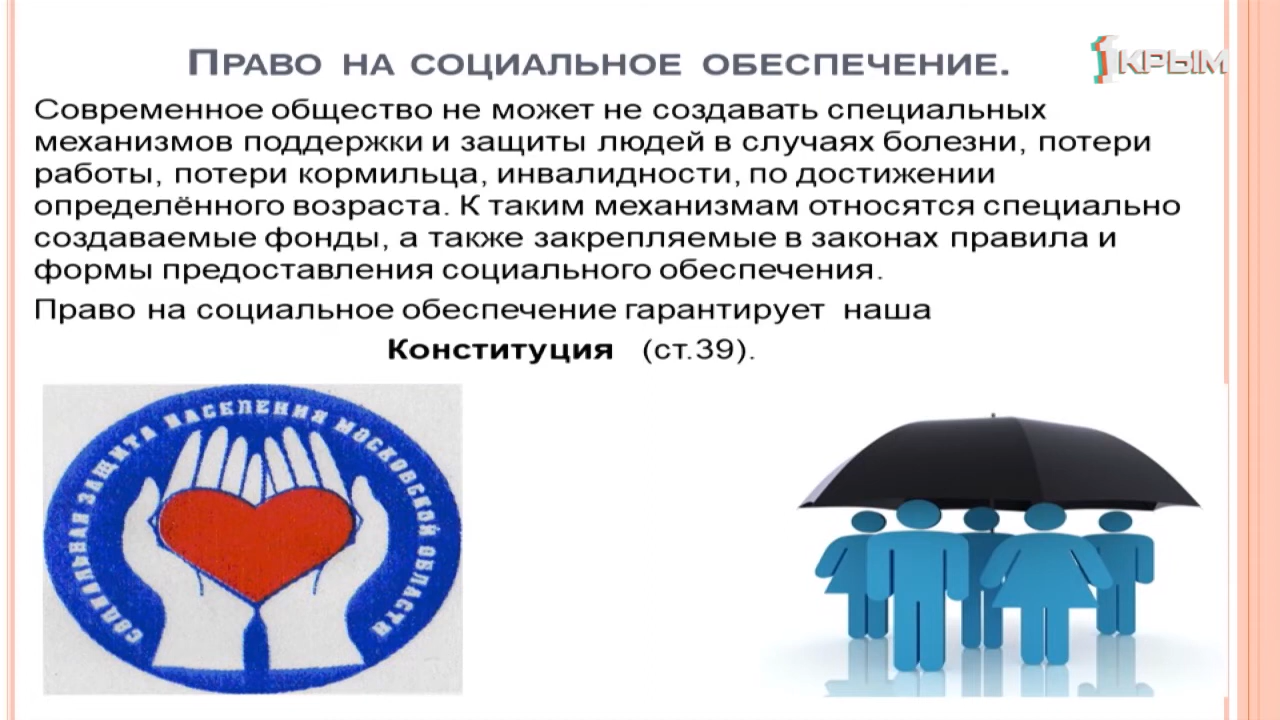 Право на социальное обеспечение.
1КРЫМ
Современное общество не может не создавать специальных
механизмов поддержки и защиты людей в случаях болезни, потери
работы, потери кормильца, инвалидности, по достижении
определённого возраста. К таким механизмам относятся специально
создаваемые фонды, а также закрепляемые в законах правила и
формы предоставления социального обеспечения.
Право на социальное обеспечение гарантирует наша
Конституция (ст.39).
СОЦИАЛЬНАЯ ЗАЩИТА НАСЕЛЕНИЯ МОСКОВСКОЙ ОБЛАСТИ